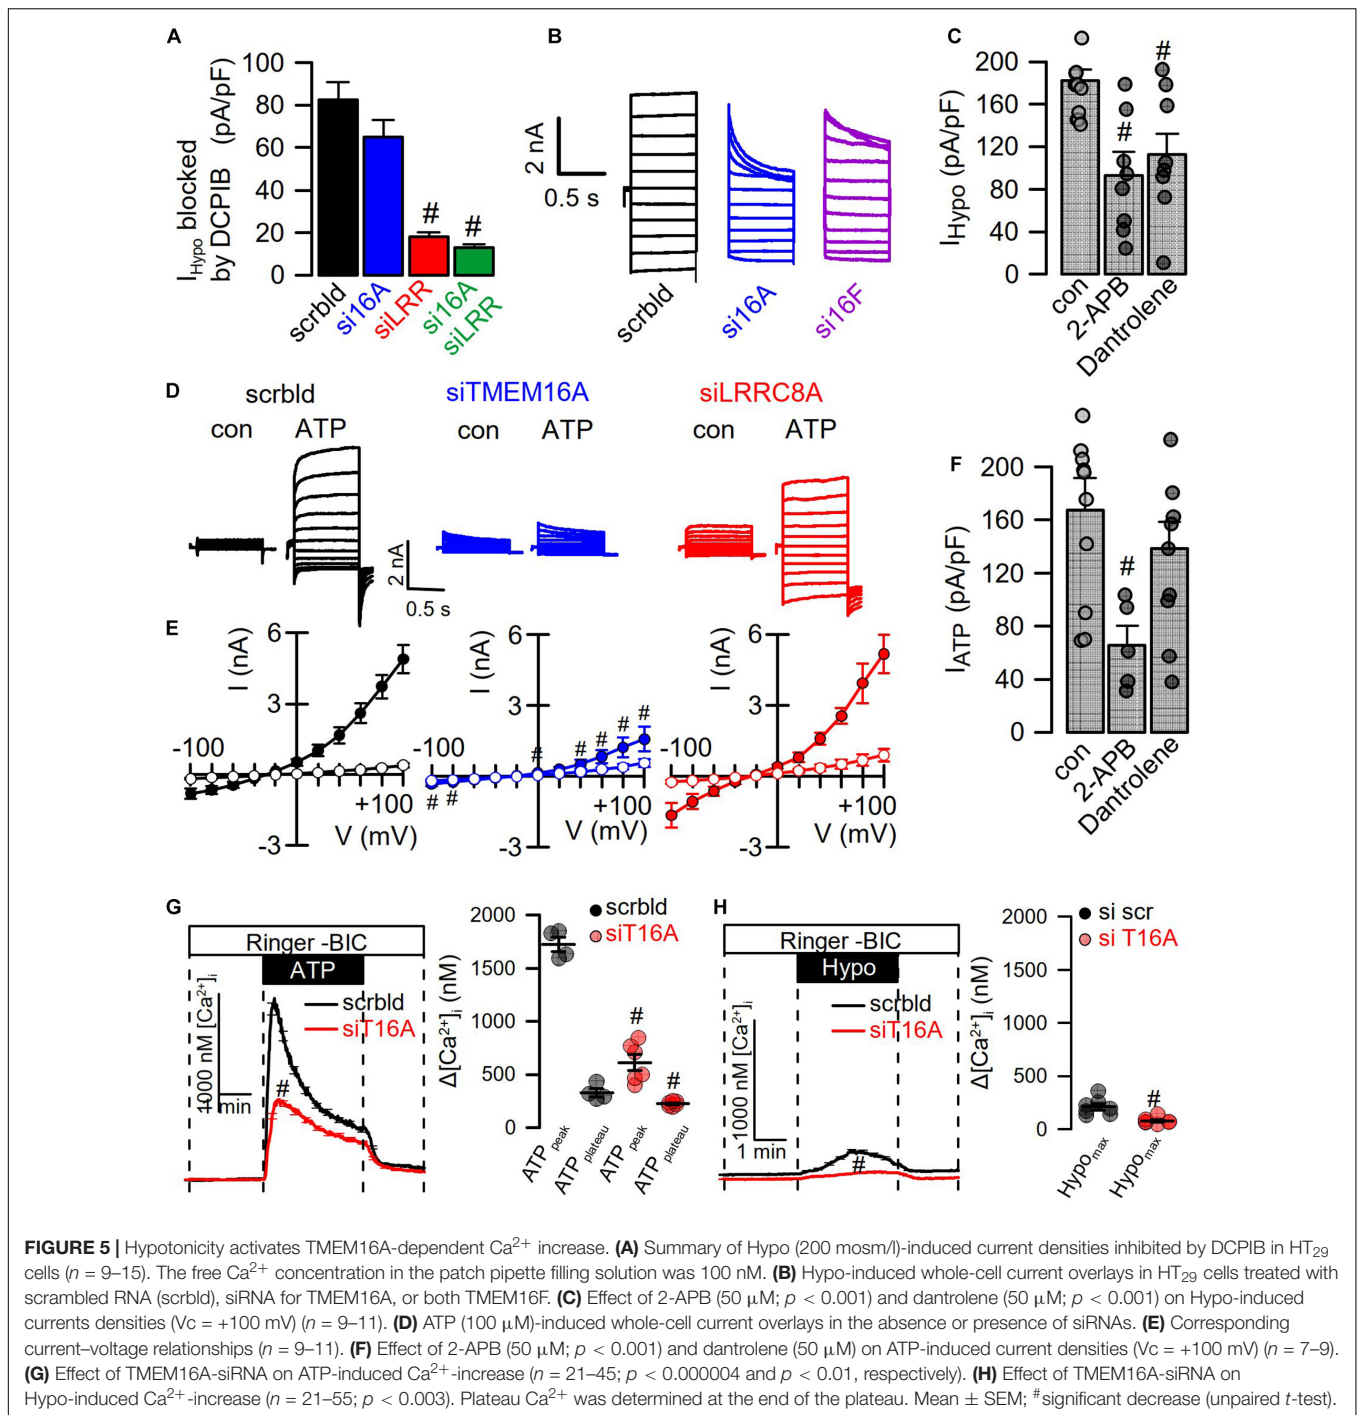 A
100
80
60
40
20
0
I Hypo blocked
by DCPIB (pA/pF)
#
#
scrbld
si16A
siLRR
si16A
siLRR
B
2 nA
0.5 s
scrbld
si16A
si16F
C
200
160
120
80
40
0
I Hypo (pA/pF)
#
#
con
2-APB
Dantrolene
D
scrbld
siTMEM16A
siLRRC8A
con
ATP
con
ATP
con
ATP
2 nA
0.5 s
E
6
I (nA)
3
-100
+100
V (mV)
-3
6
I (nA)
3
-100
# # # # #
# #
+100
V (mV)
-3
6
I (nA)
3
-100
+100
V (mV)
-3
F
200
160
120
80
40
0
I ATP (pA/pF)
#
con
2-APB
Dantrolene
G
Ringer -BIC
ATP
1000 nM [Ca2+]i
1 min
scrbld
siT16A
#
2000
1500
1000
500
0
Δ[Ca2+]i (nM)
scrbld
siT16A
#
#
ATP peak
ATP plateau
ATP peak
ATP plateau
H
Ringer -BIC
Hypo
1000 nM [Ca2+]i
1 min
scrbld
siT16A
#
2000
1500
1000
500
0
Δ[Ca2+]i (nM)
si scr
si T16A
#
Hypo max
Hypo max
FIGURE 5 | Hypotonicity activates TMEM16A-dependent Ca2+ increase. (A) Summary of Hypo (200 mosm/l)-induced current densities inhibited by DCPIB in HT29
cells (n = 9–15). The free Ca2+ concentration in the patch pipette filling solution was 100 nM. (B) Hypo-induced whole-cell current overlays in HT29 cells treated with
scrambled RNA (scrbld), siRNA for TMEM16A, or both TMEM16F. (C) Effect of 2-APB (50 μM; p < 0.001) and dantrolene (50 μM; p < 0.001) on Hypo-induced
currents densities (Vc = +100 mV) (n = 9–11). (D) ATP (100 μM)-induced whole-cell current overlays in the absence or presence of siRNAs. (E) Corresponding
current–voltage relationships (n = 9–11). (F) Effect of 2-APB (50 μM; p < 0.001) and dantrolene (50 μM) on ATP-induced current densities (Vc = +100 mV) (n = 7–9).
(G) Effect of TMEM16A-siRNA on ATP-induced Ca2+-increase (n = 21–45; p < 0.000004 and p < 0.01, respectively). (H) Effect of TMEM16A-siRNA on
Hypo-induced Ca2+-increase (n = 21–55; p < 0.003). Plateau Ca2+ was determined at the end of the plateau. Mean ± SEM; #significant decrease (unpaired t-test).